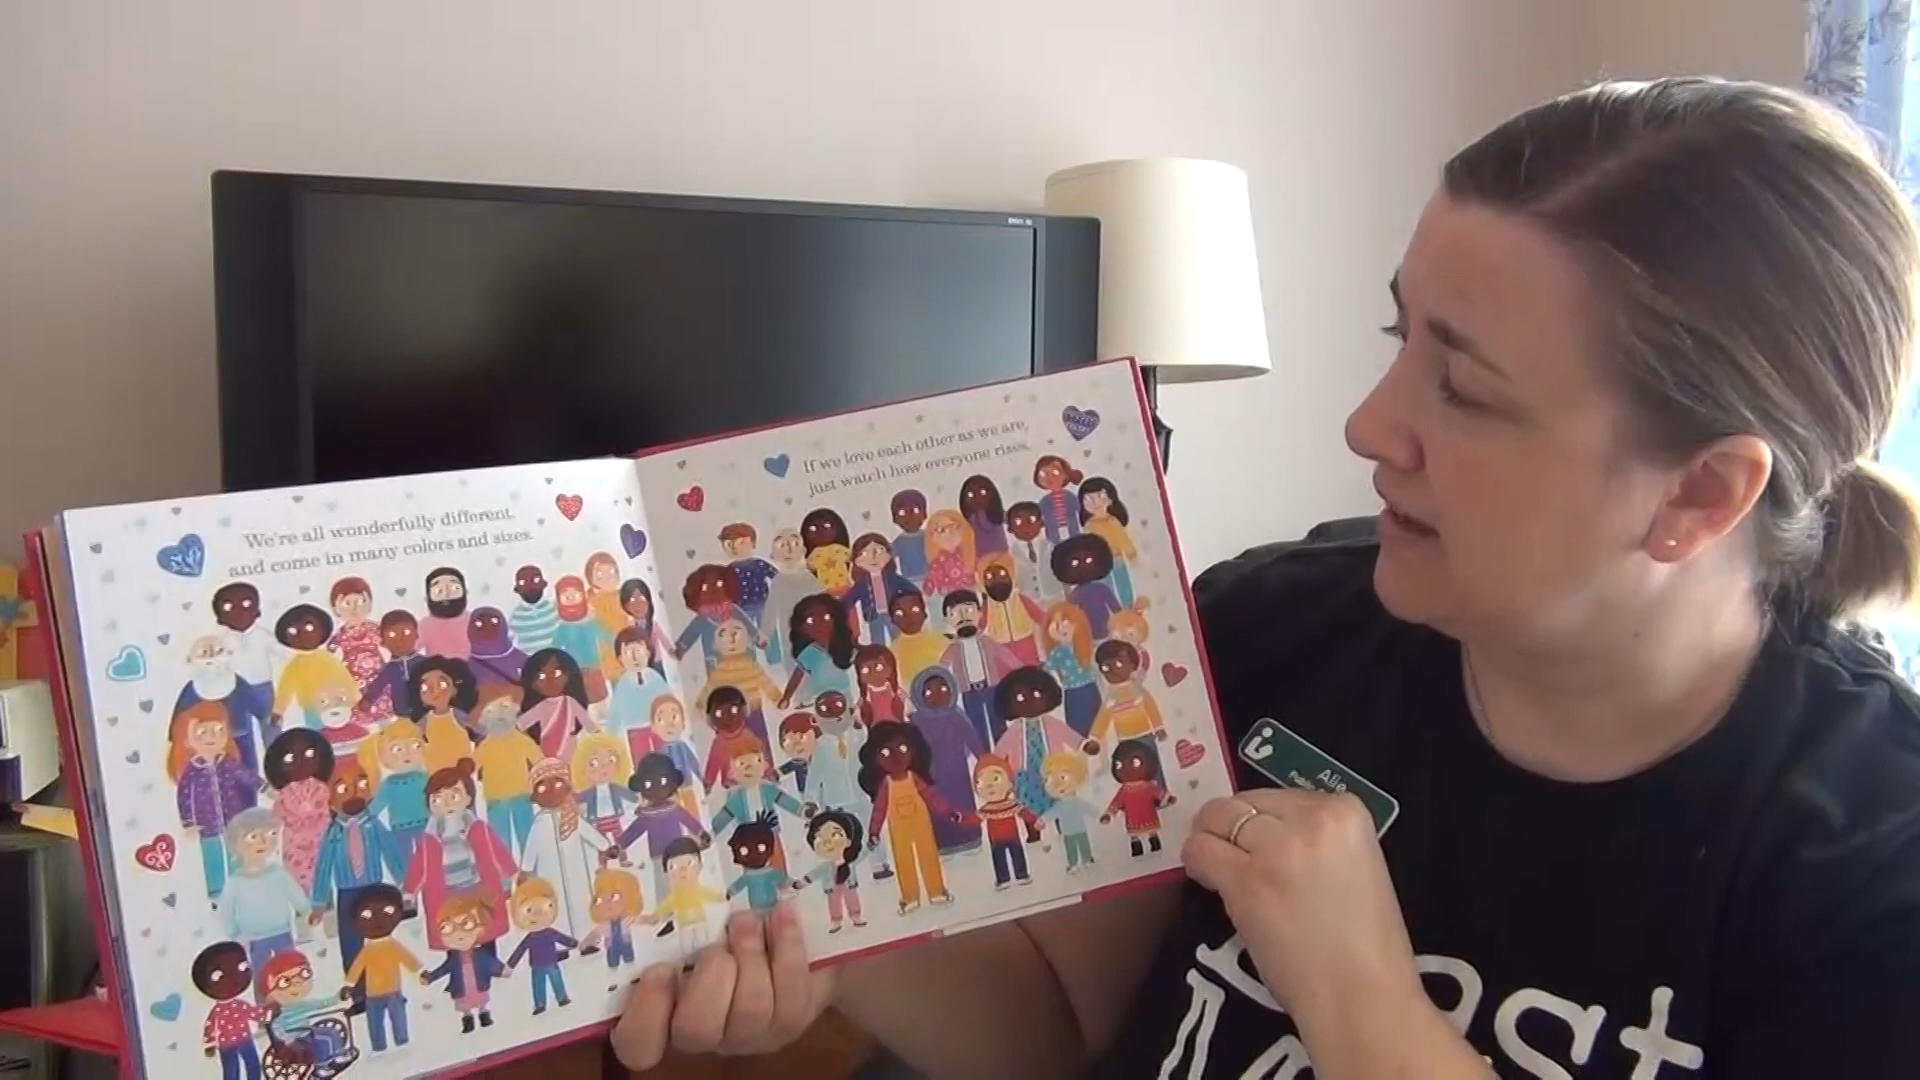 We're all wonderfully different,
and come in many colors and sizes.
If we love each other as we are,
just watch how everyone rises.